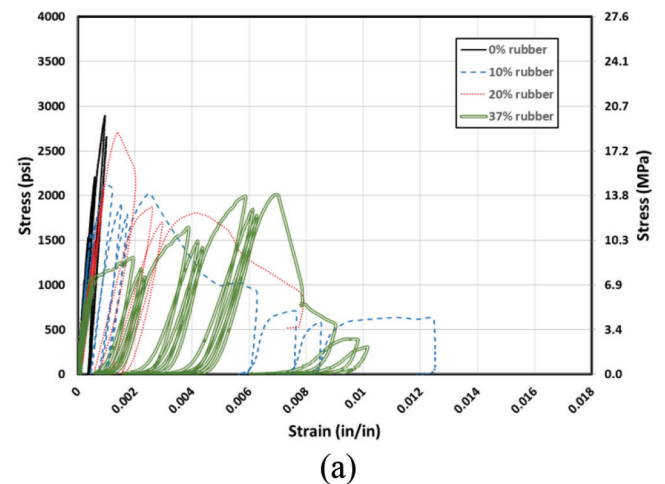 4000
3500
3000
2500
2000
1500
1000
500
0
Stress (psi)
27.6
24.1
20.7
17.2
13.8
10.3
6.9
3.4
0.0
Stress (MPa)
0% rubber
10% rubber
20% rubber
37% rubber
0 0.002 0.004 0.006 0.008 0.01 0.012 0.014 0.016 0.018
Strain (in/in)
(a)